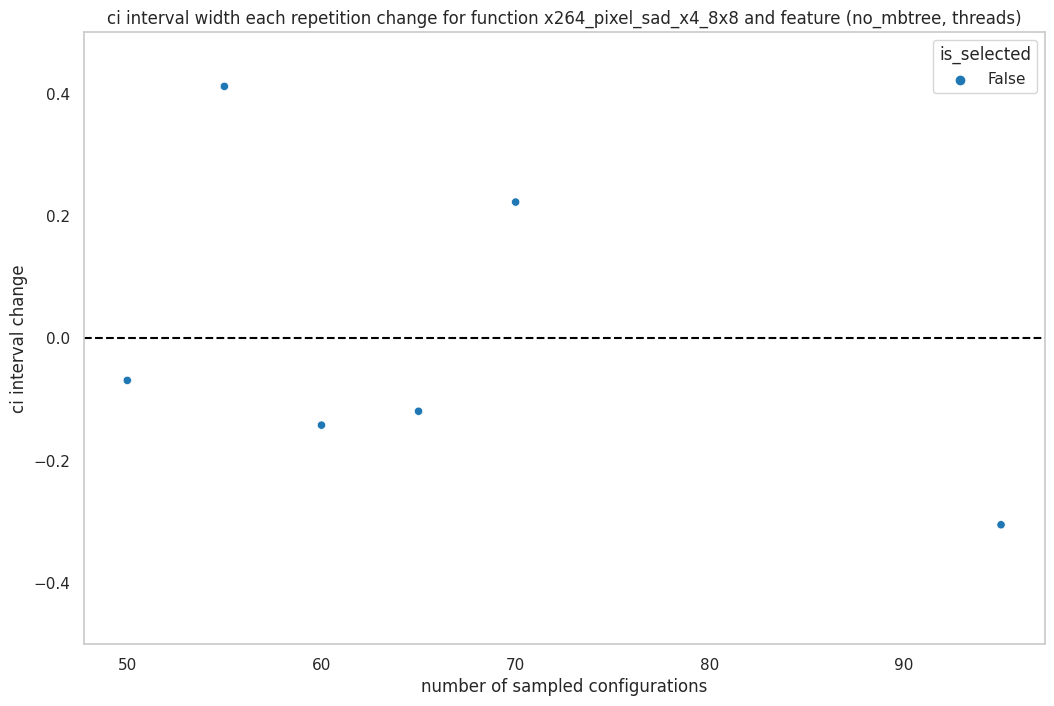 ci interval width each repetition change for function x264_pixel_sad_x4_8x8 and feature (no_mbtree, threads)
is_selected
False
0.4
0.2
0.0
−0.2
−0.4
ci interval change
50 60 70 80 90
number of sampled configurations